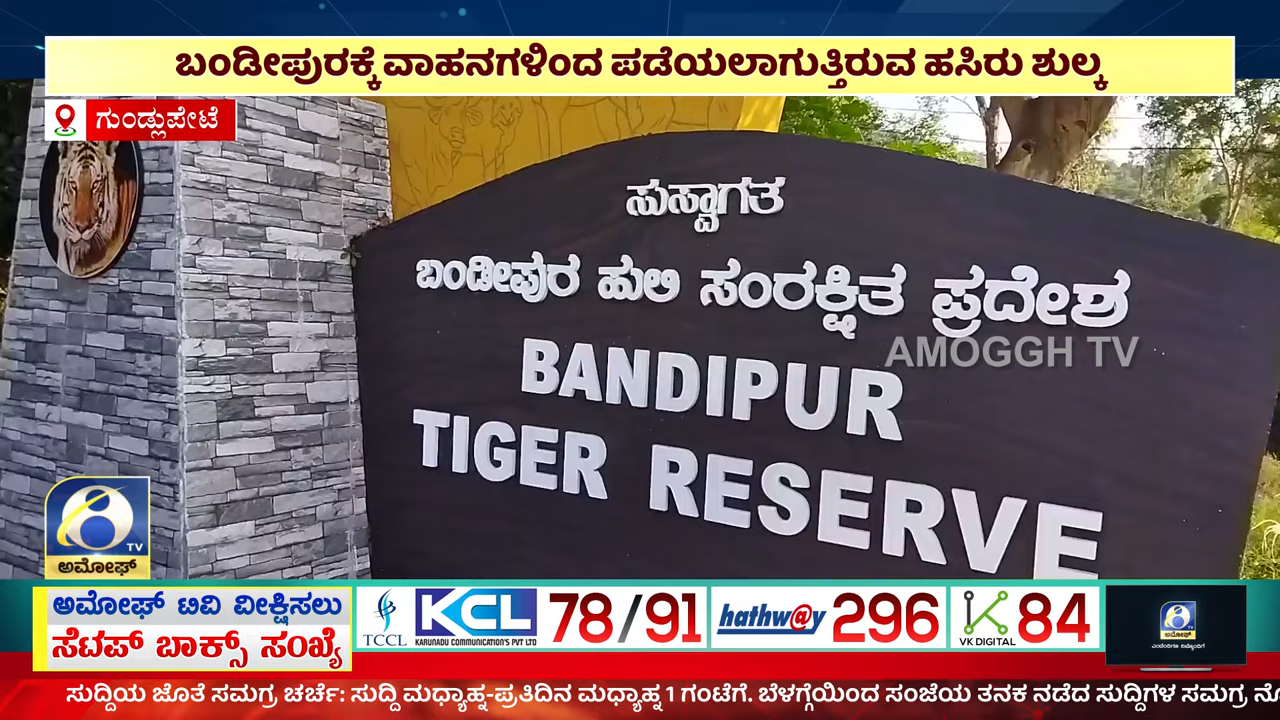 ಬಂಡೀಪುರಕ್ಕೆ ವಾಹನಗಳಿಂದ ಪಡೆಯಲಾಗುತ್ತಿರುವ ಹಸಿರು ಶುಲ್ಕ
ಗುಂಡ್ಲುಪೇಟೆ
ಸುಸ್ವಾಗತ
ಬಂಡೀಪುರ ಹುಲಿ ಸಂರಕ್ಷಿತ ಪ್ರದೇಶ
AMOGGH TV
BANDIPUR
TIGER RESERVE
TV
ಅಮೋಘ್
ಅಮೋಘ್ ಟಿವಿ ವೀಕ್ಷಿಸಲು
ಸೆಟಪ್ ಬಾಕ್ಸ್ ಸಂಖ್ಯೆ
TCCL
KCL
KARUNADU COMMUNICATION'S PVT LTD
78/91
hathw@y
296
VK DIGITAL
84
ಅಮೋಘ್
ಸುದ್ದಿಯ ಜೊತೆ ಸಮಗ್ರ ಚರ್ಚೆ: ಸುದ್ದಿ ಮಧ್ಯಾಹ್ನ-ಪ್ರತಿದಿನ ಮಧ್ಯಾಹ್ನ 1 ಗಂಟೆಗೆ. ಬೆಳಗ್ಗೆಯಿಂದ ಸಂಜೆಯ ತನಕ ನಡೆದ ಸುದ್ದಿಗಳ ಸಮಗ್ರ